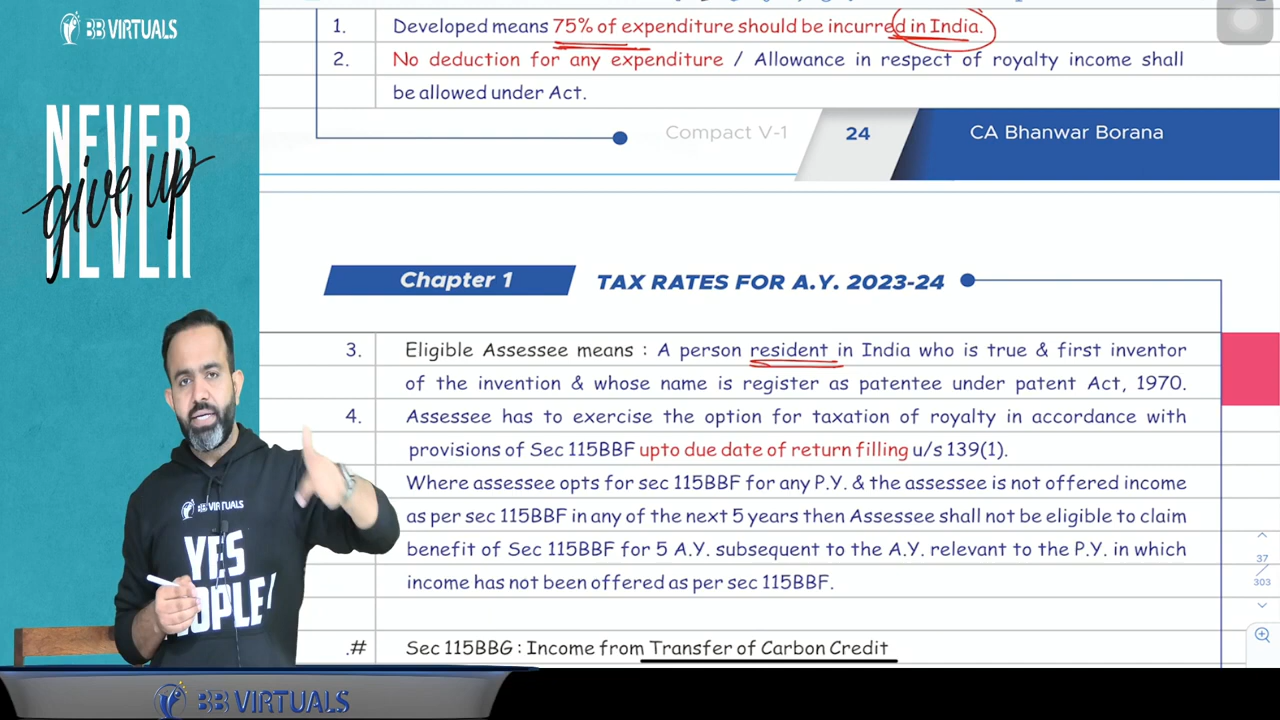 BB VIRTUALS
NEVER
give up
NEVER
1. Developed means 75% of expenditure should be incurred in India.
2. No deduction for any expenditure / Allowance in respect of royalty income shall
be allowed under Act.
Compact V-1 24 CA Bhanwar Borana
Chapter 1 TAX RATES FOR A.Y. 2023-24
3. Eligible Assessee means : A person resident in India who is true & first inventor
of the invention & whose name is register as patentee under patent Act, 1970.
4. Assessee has to exercise the option for taxation of royalty in accordance with
provisions of Sec 115BBF upto due date of return filling u/s 139(1).
Where assessee opts for sec 115BBF for any P.Y. & the assessee is not offered income
as per sec 115BBF in any of the next 5 years then Assessee shall not be eligible to claim
benefit of Sec 115BBF for 5 A.Y. subsequent to the A.Y. relevant to the P.Y. in which
income has not been offered as per sec 115BBF.
.# Sec 115BBG : Income from Transfer of Carbon Credit
37
303
BB VIRTUALS
YES
BB VIRTUALS